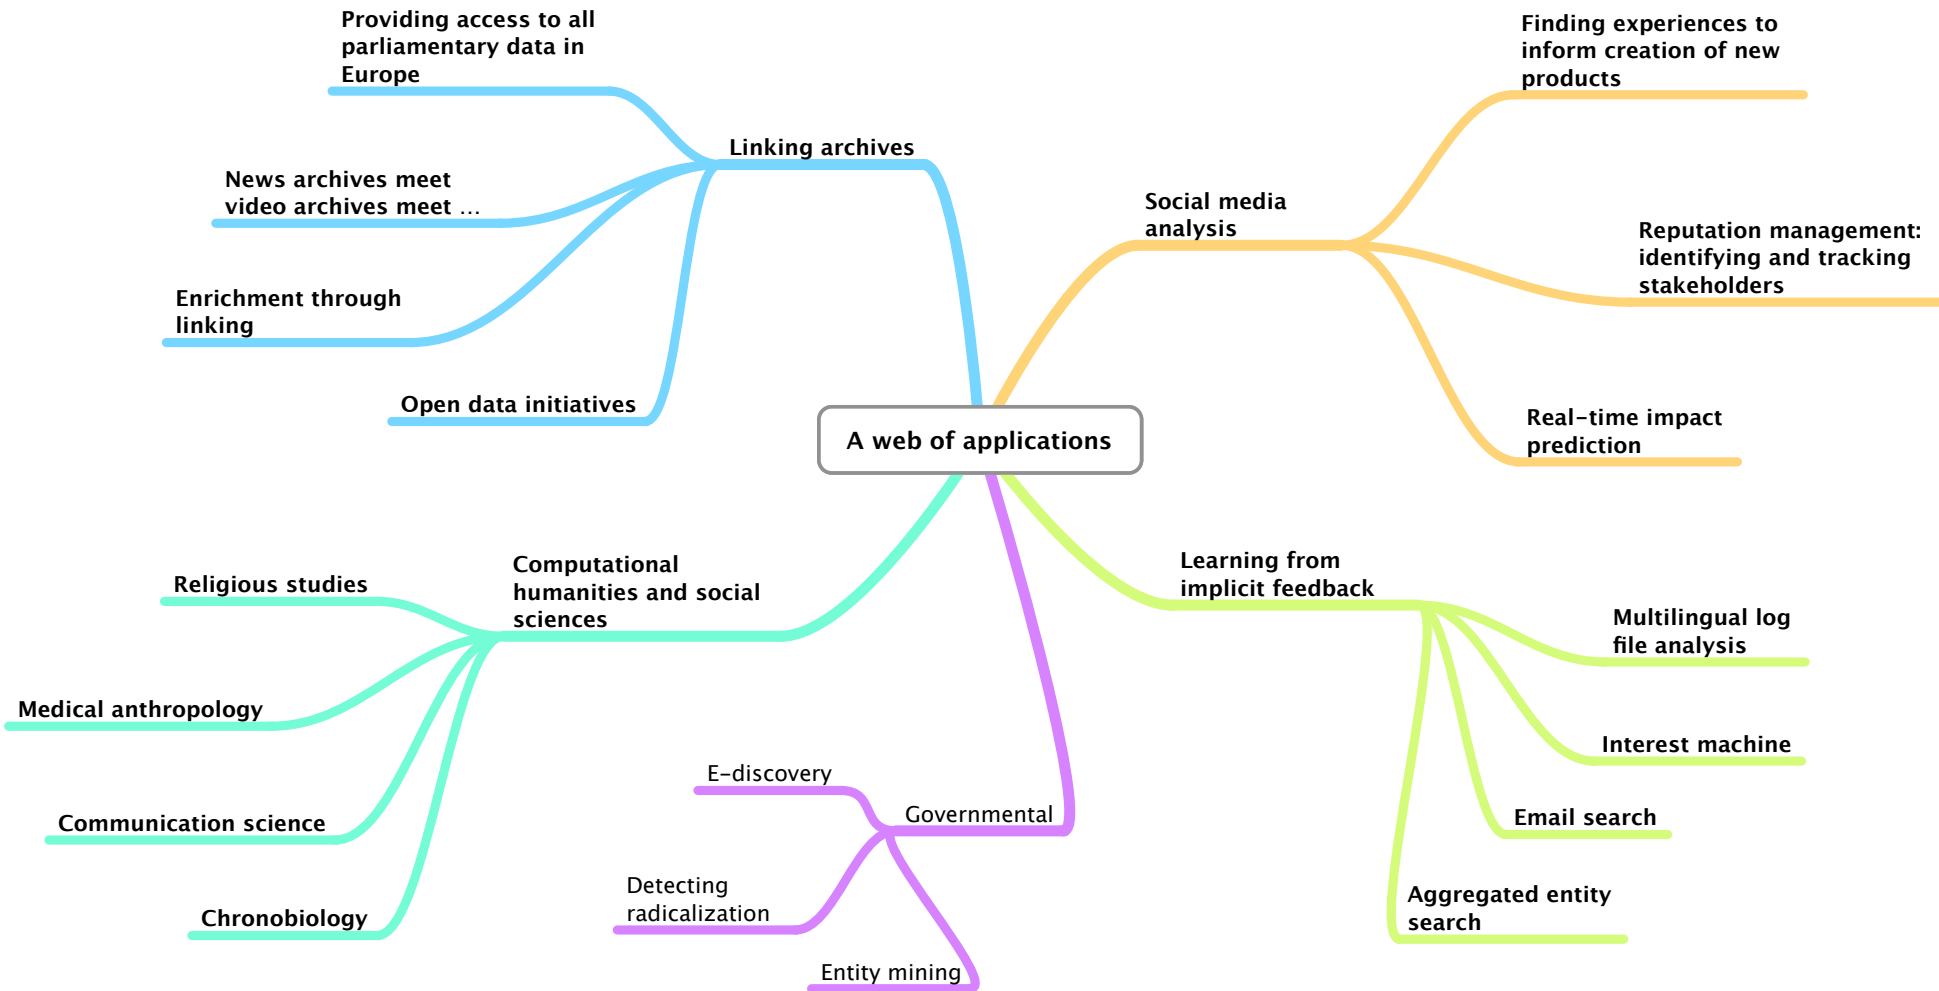 Providing access to all
parliamentary data in
Europe
Linking archives
News archives meet
video archives meet ...
Enrichment through
linking
Open data initiatives
Finding experiences to
inform creation of new
products
Social media
analysis
Reputation management:
identifying and tracking
stakeholders
Real-time impact
prediction
A web of applications
Computational
humanities and social
sciences
Religious studies
Medical anthropology
Communication science
Chronobiology
E-discovery
Governmental
Detecting
radicalization
Entity mining
Learning from
implicit feedback
Multilingual log
file analysis
Interest machine
Email search
Aggregated entity
search